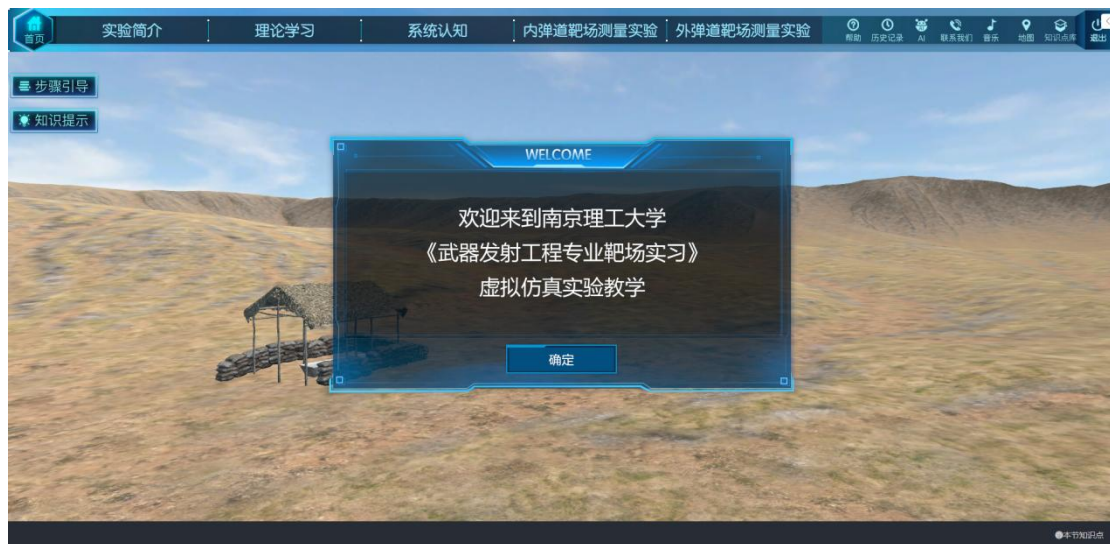 首页
实验简介
理论学习
系统认知
内弹道靶场测量实验
外弹道靶场测量实验
帮助
历史记录
AI
联系我们
音乐
地图
知识点库
退出
步骤引导
知识提示
WELCOME
欢迎来到南京理工大学
《武器发射工程专业靶场实习》
虚拟仿真实验教学
确定
本节知识点